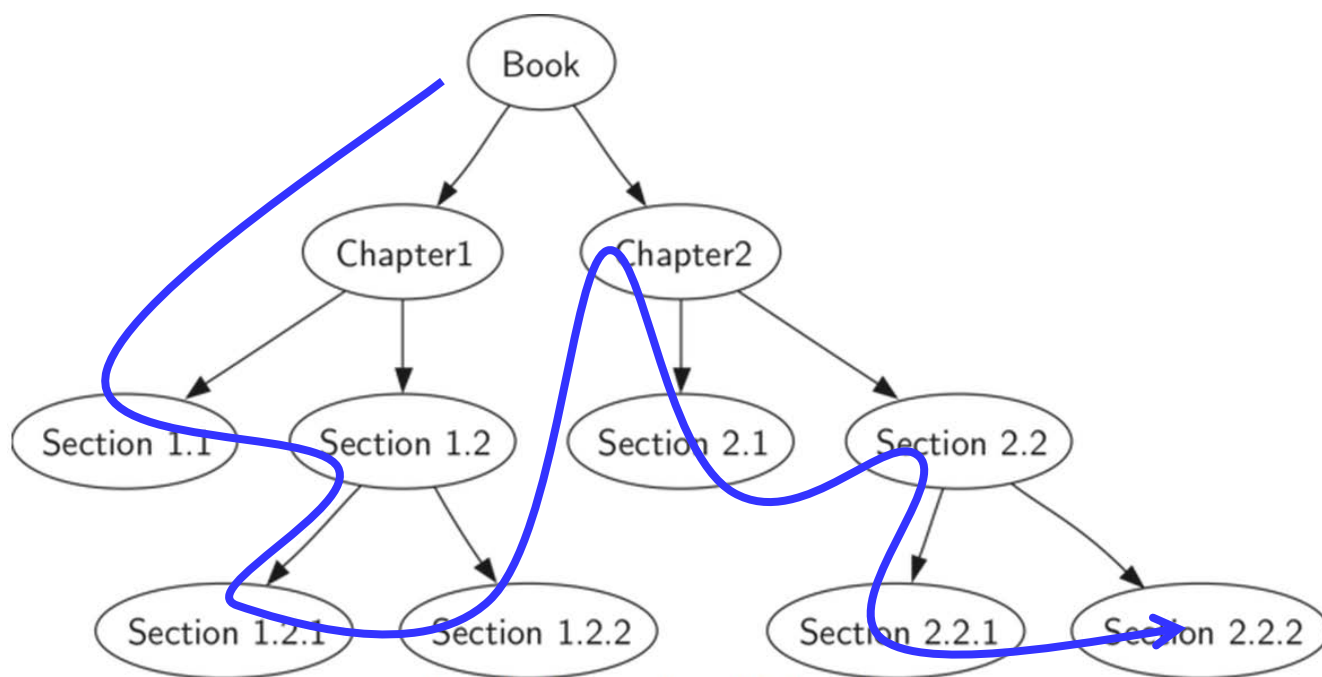 Book
Chapter1
Chapter2
Section 1.1
Section 1.2
Section 2.1
Section 2.2
Section 1.2.1
Section 1.2.2
Section 2.2.1
Section 2.2.2